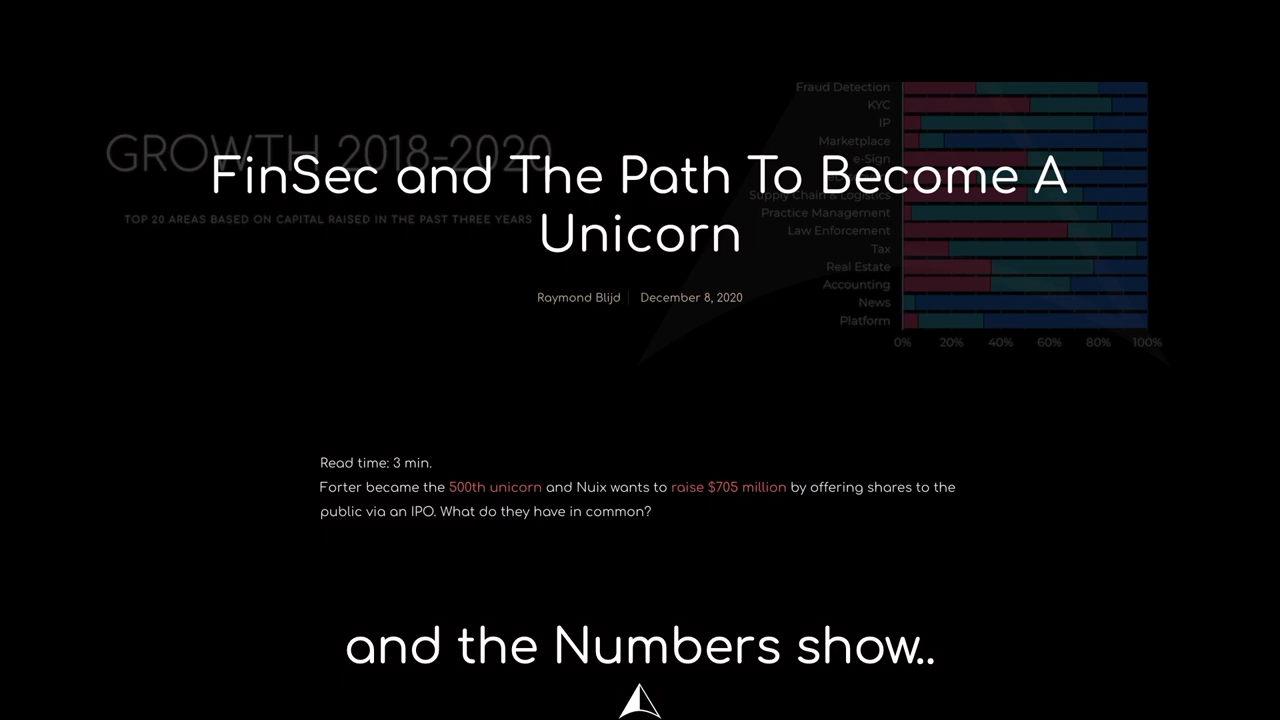 GROWTH 2018-2020
TOP 20 AREAS BASED ON CAPITAL RAISED IN THE PAST THREE YEARS
FinSec and The Path To Become A
Unicorn
Raymond Blijd
December 8, 2020
Fraud Detection
KYC
IP
Marketplace
e-Sign
Supply Chain & Logistics
Practice Management
Law Enforcement
Tax
Real Estate
Accounting
News
Platform
0% 20% 40% 60% 80% 100%
Read time: 3 min.
Forter became the 500th unicorn and Nuix wants to raise $705 million by offering shares to the
public via an IPO. What do they have in common?
and the Numbers show..